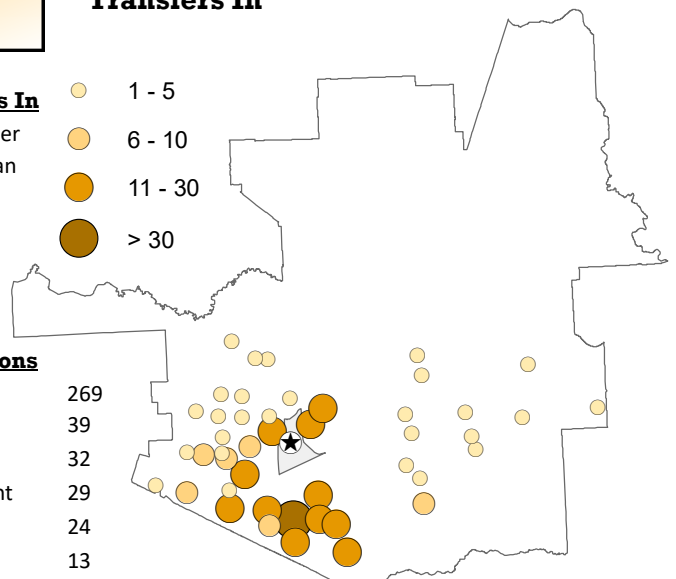 Transfers In
s In
er
an
1 - 5
6 - 10
11 - 30
> 30
ons
269
39
32
29
nt
24
13